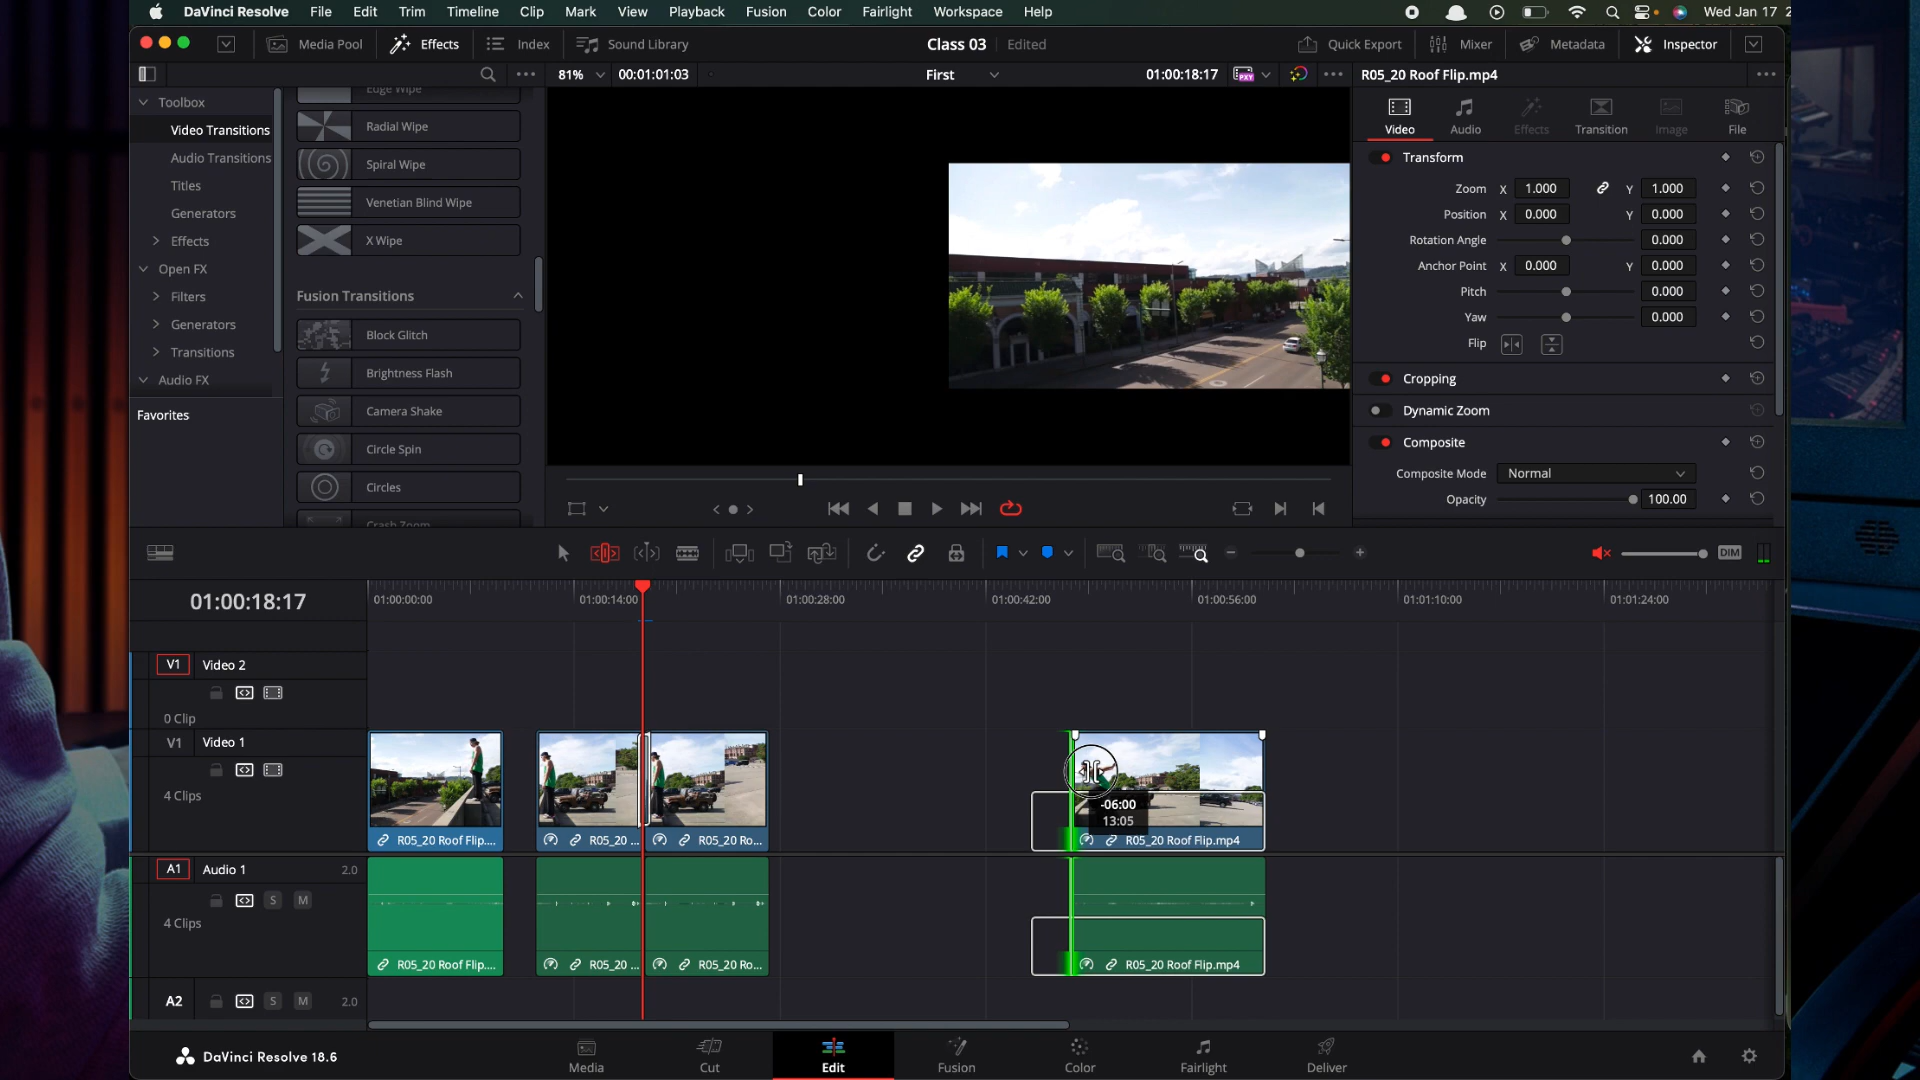 DaVinci Resolve File Edit Trim Timeline Clip Mark View Playback Fusion Color Fairlight Workspace Help Wed Jan 17 2
Media Pool Effects Index Sound Library Class 03 Edited Quick Export Mixer Metadata Inspector
81% 00:01:01:03 First 01:00:18:17 PXY R05_20 Roof Flip.mp4
Toolbox
Video Transitions
Audio Transitions
Titles
Generators
Effects
Open FX
Filters
Generators
Transitions
Audio FX
Favorites
Edge Wipe
Radial Wipe
Spiral Wipe
Venetian Blind Wipe
X Wipe
Fusion Transitions
Block Glitch
Brightness Flash
Camera Shake
Circle Spin
Circles
Crash Zoom
Video Audio Effects Transition Image File
Transform
Zoom X 1.000 Y 1.000
Position X 0.000 Y 0.000
Rotation Angle 0.000
Anchor Point X 0.000 Y 0.000
Pitch 0.000
Yaw 0.000
Flip
Cropping
Dynamic Zoom
Composite
Composite Mode Normal
Opacity 100.00
DIM
01:00:18:17
01:00:00:00 01:00:14:00 01:00:28:00 01:00:42:00 01:00:56:00 01:01:10:00 01:01:24:00
V1 Video 2
0 Clip
V1 Video 1
4 Clips
-06:00
13:05
R05_20 Roof Flip.... R05_20 ... R05_20 Ro... R05_20 Roof Flip.mp4
A1 Audio 1 2.0
S M
4 Clips
R05_20 Roof Flip.... R05_20 ... R05_20 Ro... R05_20 Roof Flip.mp4
A2 S M 2.0
DaVinci Resolve 18.6
Media Cut Edit Fusion Color Fairlight Deliver